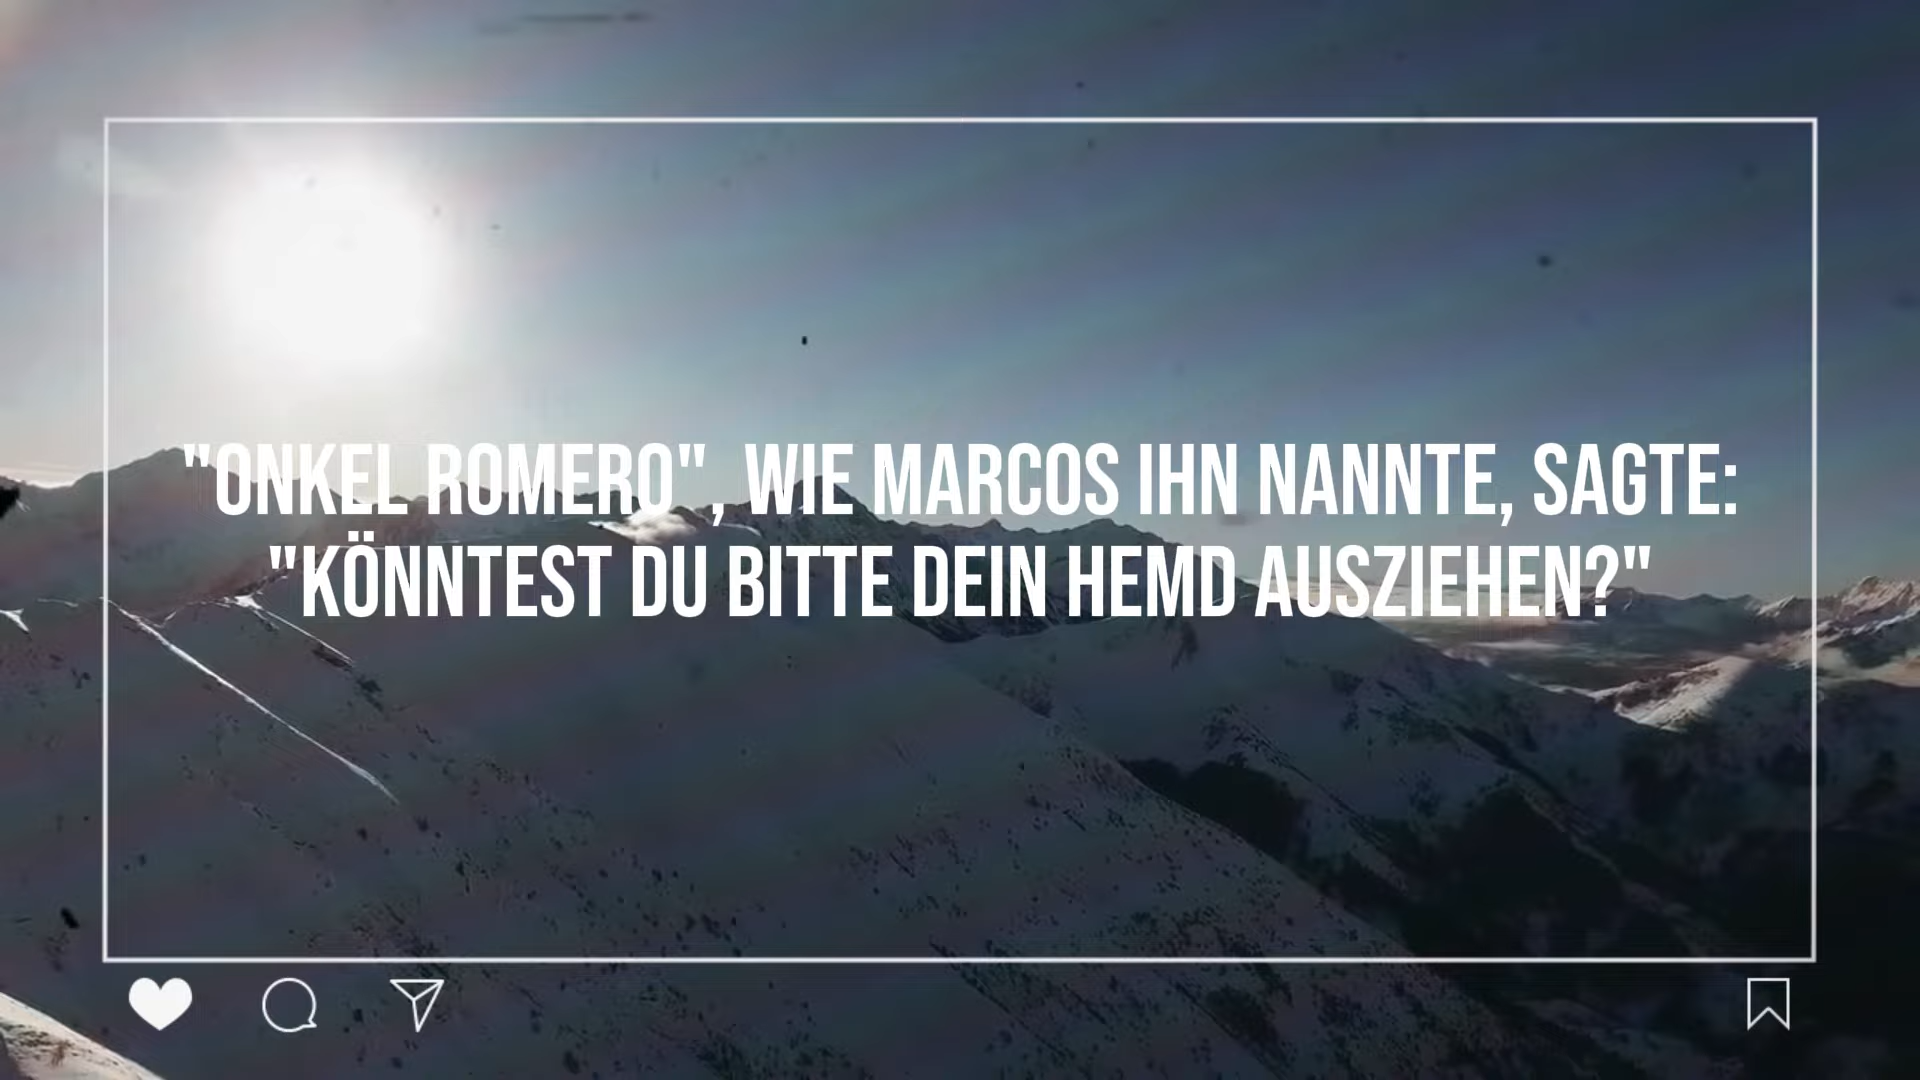 "ONKEL ROMERO", WIE MARCOS IHN NANNTE, SAGTE:
"KÖNNTEST DU BITTE DEIN HEMD AUSZIEHEN?"